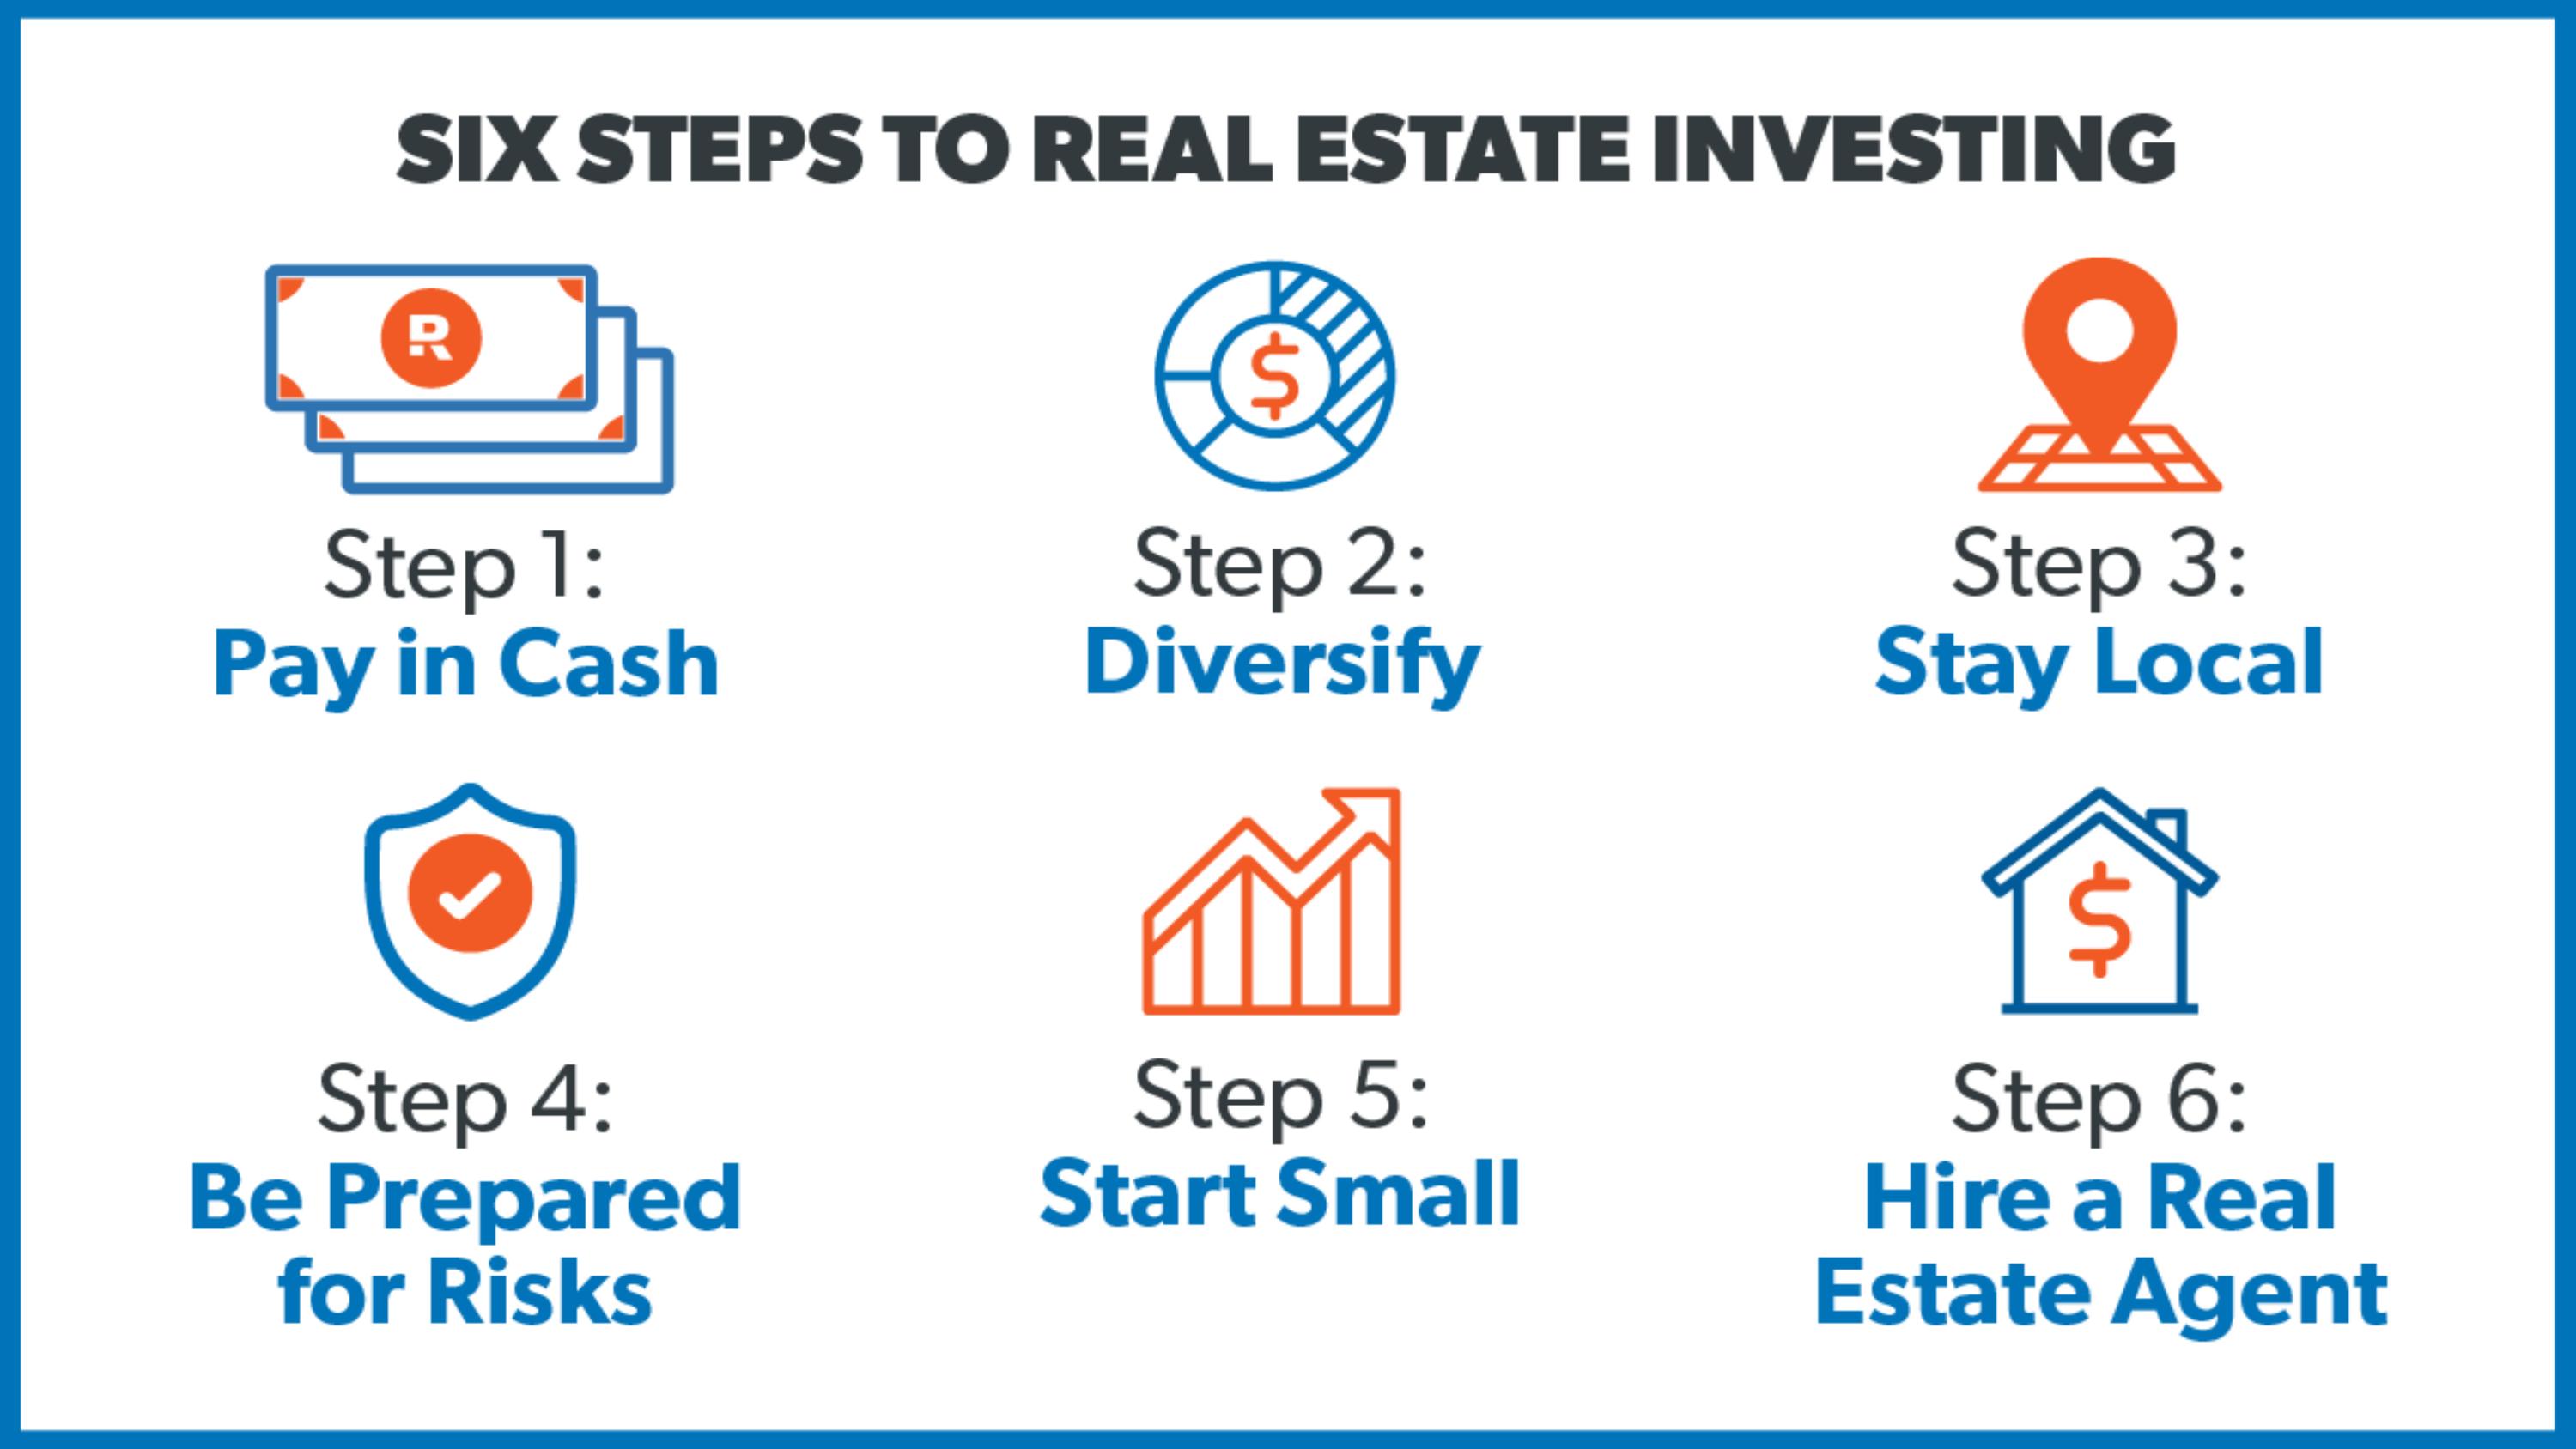 SIX STEPS TO REAL ESTATE INVESTING
R
$
Step 1:
Pay in Cash
Step 2:
Diversify
Step 3:
Stay Local
$
Step 4:
Be Prepared
for Risks
Step 5:
Start Small
Step 6:
Hire a Real
Estate Agent